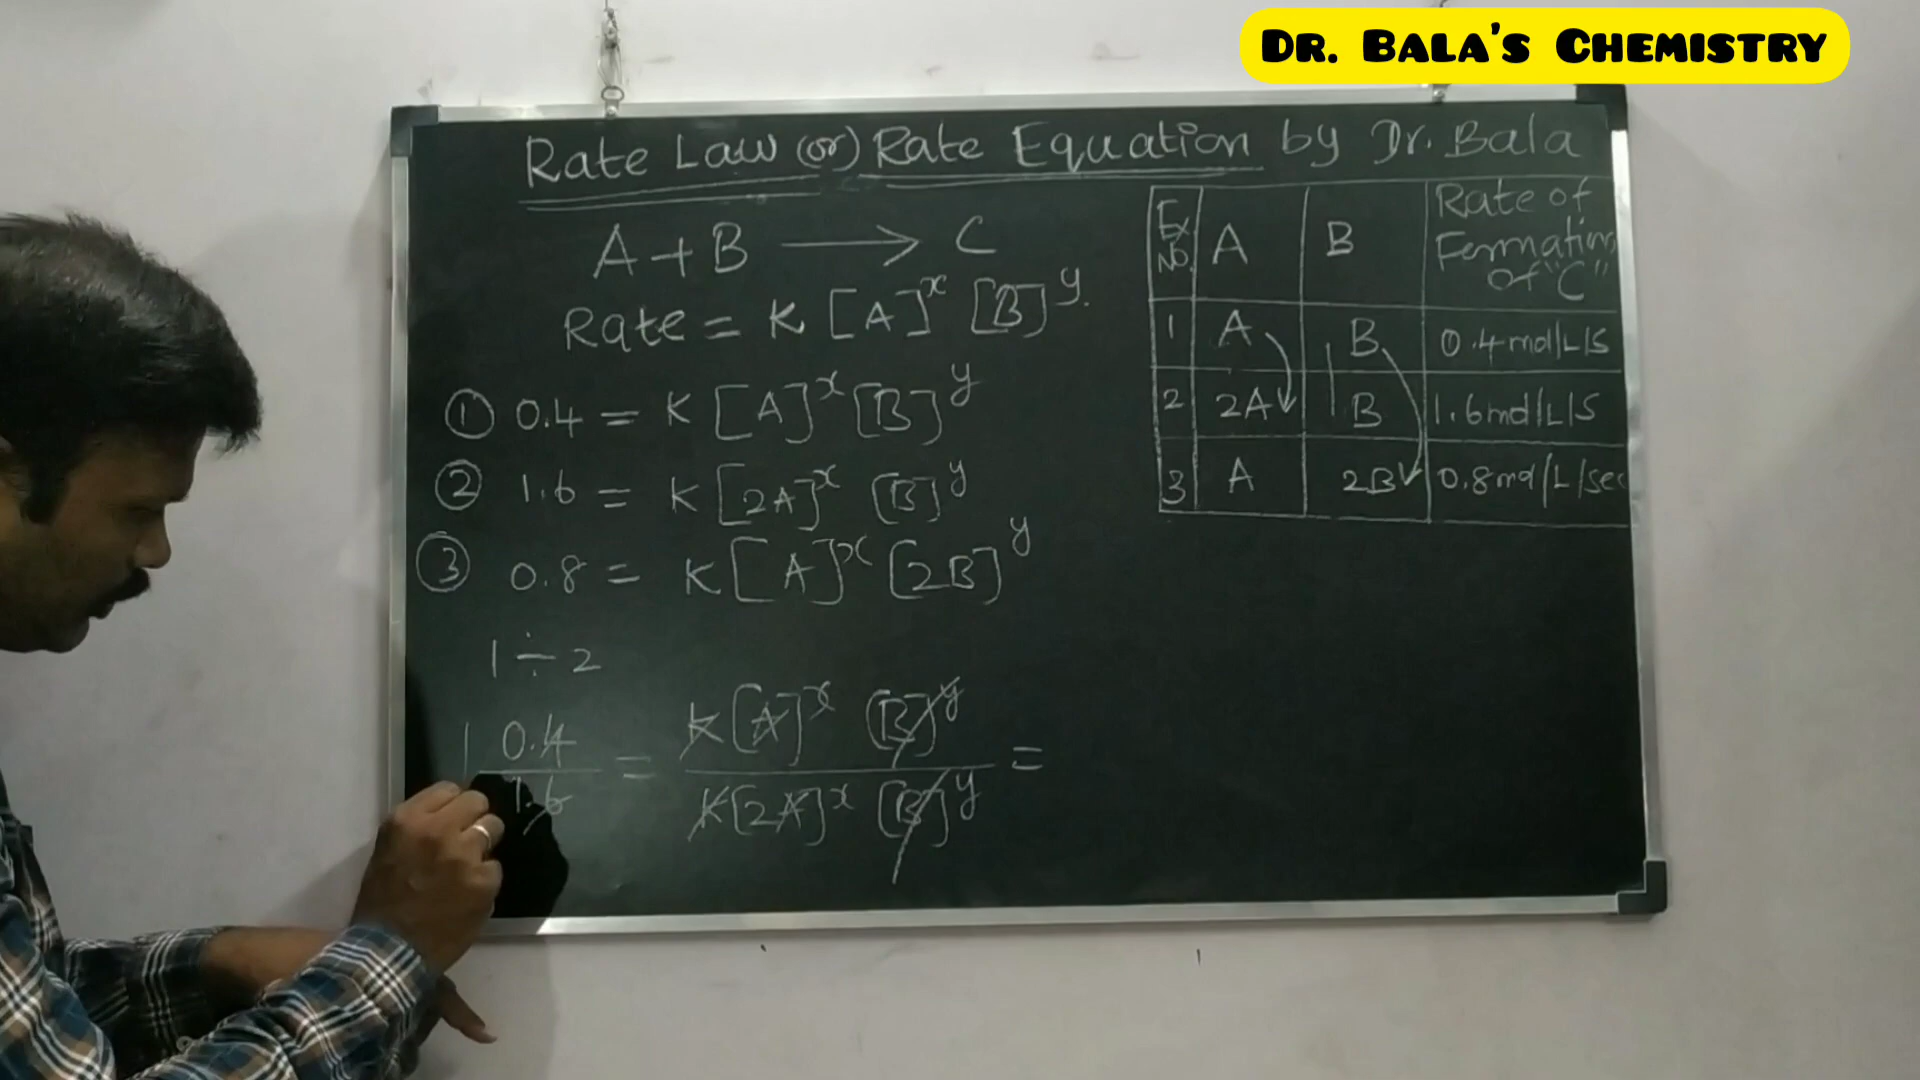 DR. BALA'S CHEMISTRY
Rate Law (or) Rate Equation by Dr. Bala
A + B ⟶ C
Rate = K [A]^x [B]^y.
① 0.4 = K [A]^x [B]^y
② 1.6 = K [2A]^x [B]^y
③ 0.8 = K [A]^x [2B]^y
1 ÷ 2
1 0.4 / 1.6 = K [A]^x [B]^y / K [2A]^x [B]^y =
Ex. NO. A B Rate of Formation of "C"
1 A B 0.4 mol/L/S
2 2A B 1.6 mol/L/S
3 A 2B 0.8 mol/L/sec